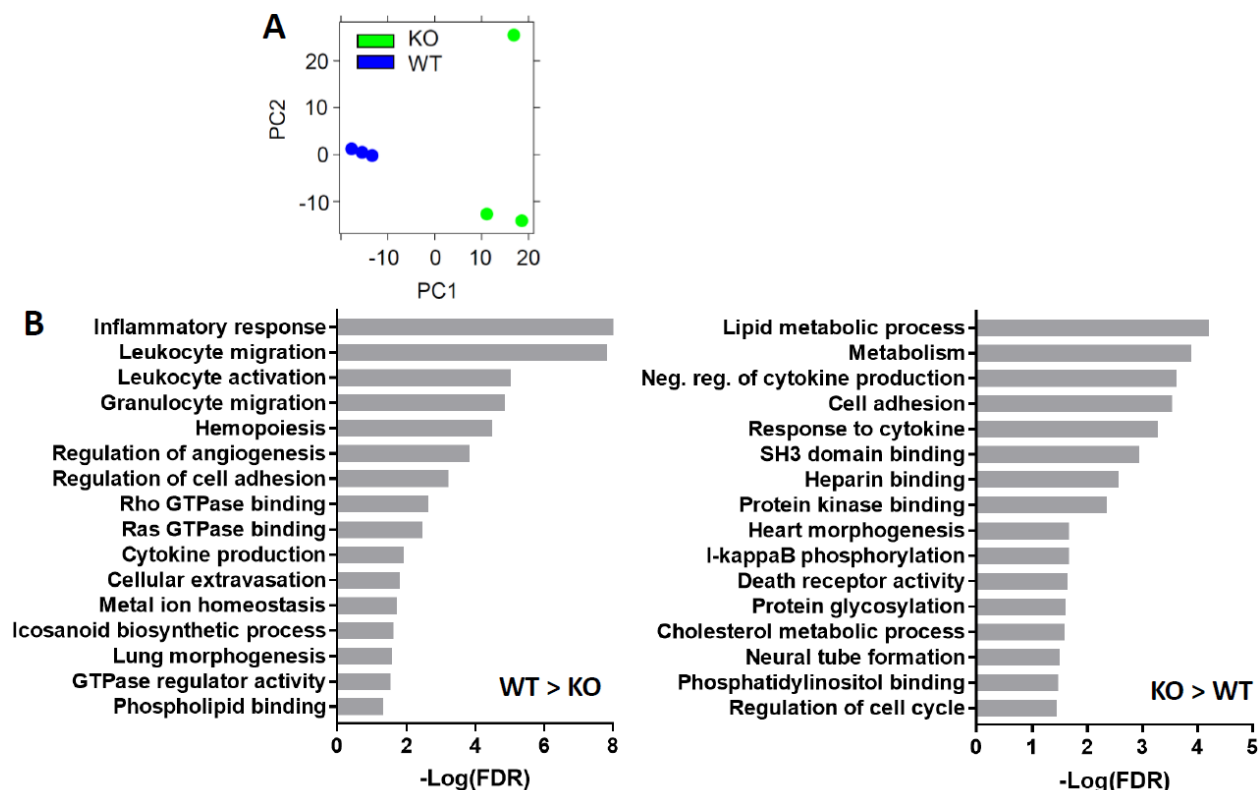 A
KO
WT
PC2
20
10
0
-10
-10 0 10 20
PC1
B
Inflammatory response
Leukocyte migration
Leukocyte activation
Granulocyte migration
Hemopoiesis
Regulation of angiogenesis
Regulation of cell adhesion
Rho GTPase binding
Ras GTPase binding
Cytokine production
Cellular extravasation
Metal ion homeostasis
Icosanoid biosynthetic process
Lung morphogenesis
GTPase regulator activity
Phospholipid binding
WT > KO
0 2 4 6 8
-Log(FDR)
Lipid metabolic process
Metabolism
Neg. reg. of cytokine production
Cell adhesion
Response to cytokine
SH3 domain binding
Heparin binding
Protein kinase binding
Heart morphogenesis
I-kappaB phosphorylation
Death receptor activity
Protein glycosylation
Cholesterol metabolic process
Neural tube formation
Phosphatidylinositol binding
Regulation of cell cycle
KO > WT
0 1 2 3 4 5
-Log(FDR)